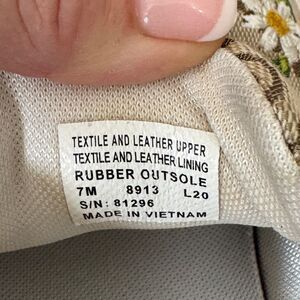 TEXTILE AND LEATHER UPPER
TEXTILE AND LEATHER LINING
RUBBER OUTSOLE
7M 8913 L20
S/N: 81296
MADE IN VIETNAM